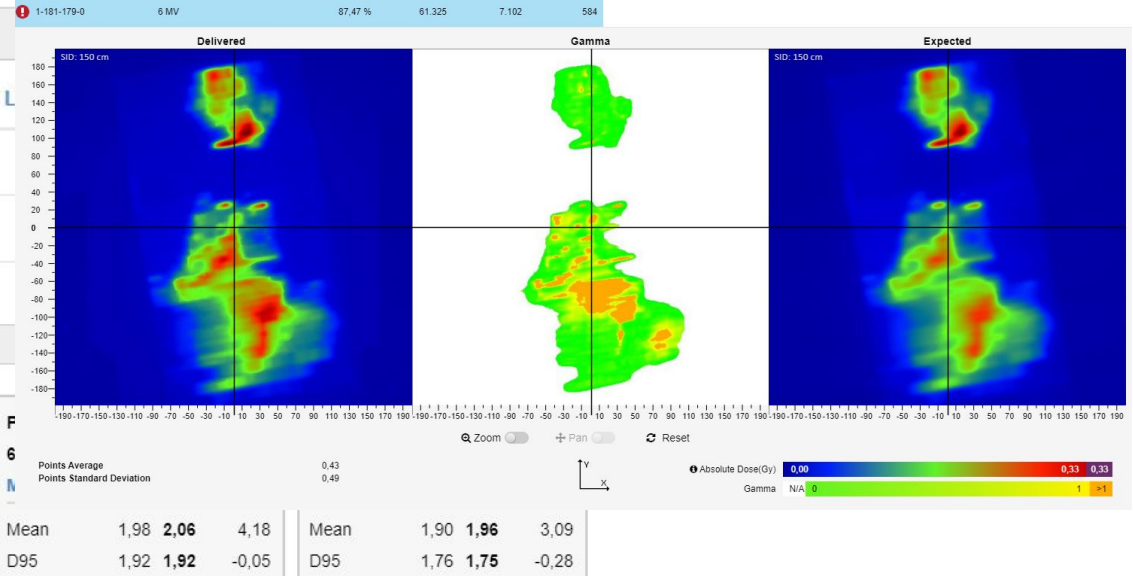 1-181-179-0 6 MV 87,47 % 61.325 7.102 584
Delivered Gamma Expected
SID: 150 cm SID: 150 cm
180
160
140
120
100
80
60
40
20
0
-20
-40
-60
-80
-100
-120
-140
-160
-180
-190 -170 -150 -130 -110 -90 -70 -50 -30 -10 10 30 50 70 90 110 130 150 170 190 -190 -170 -150 -130 -110 -90 -70 -50 -30 -10 10 30 50 70 90 110 130 150 170 190 -190 -170 -150 -130 -110 -90 -70 -50 -30 -10 10 30 50 70 90 110 130 150 170 190
Zoom Pan Reset
Points Average 0,43
Points Standard Deviation 0,49
Y
X
Absolute Dose(Gy) 0,00 0,33 0,33
Gamma N/A 0 1 >1
Mean 1,98 2,06 4,18 Mean 1,90 1,96 3,09
D95 1,92 1,92 -0,05 D95 1,76 1,75 -0,28